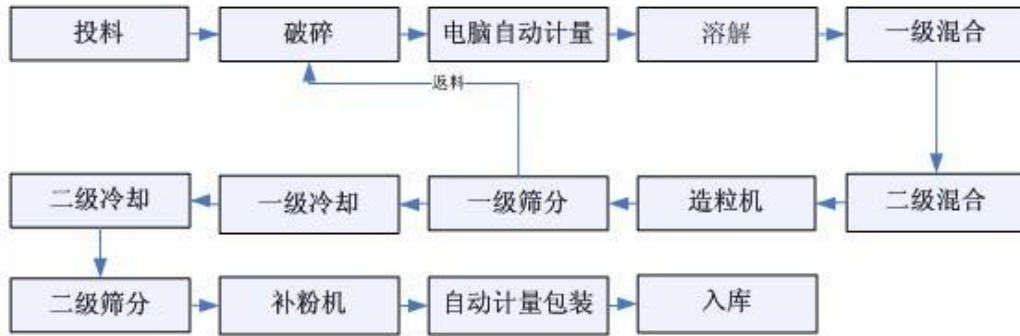 投料
破碎
电脑自动计量
溶解
一级混合
返料
二级冷却
一级冷却
一级筛分
造粒机
二级混合
二级筛分
补粉机
自动计量包装
入库